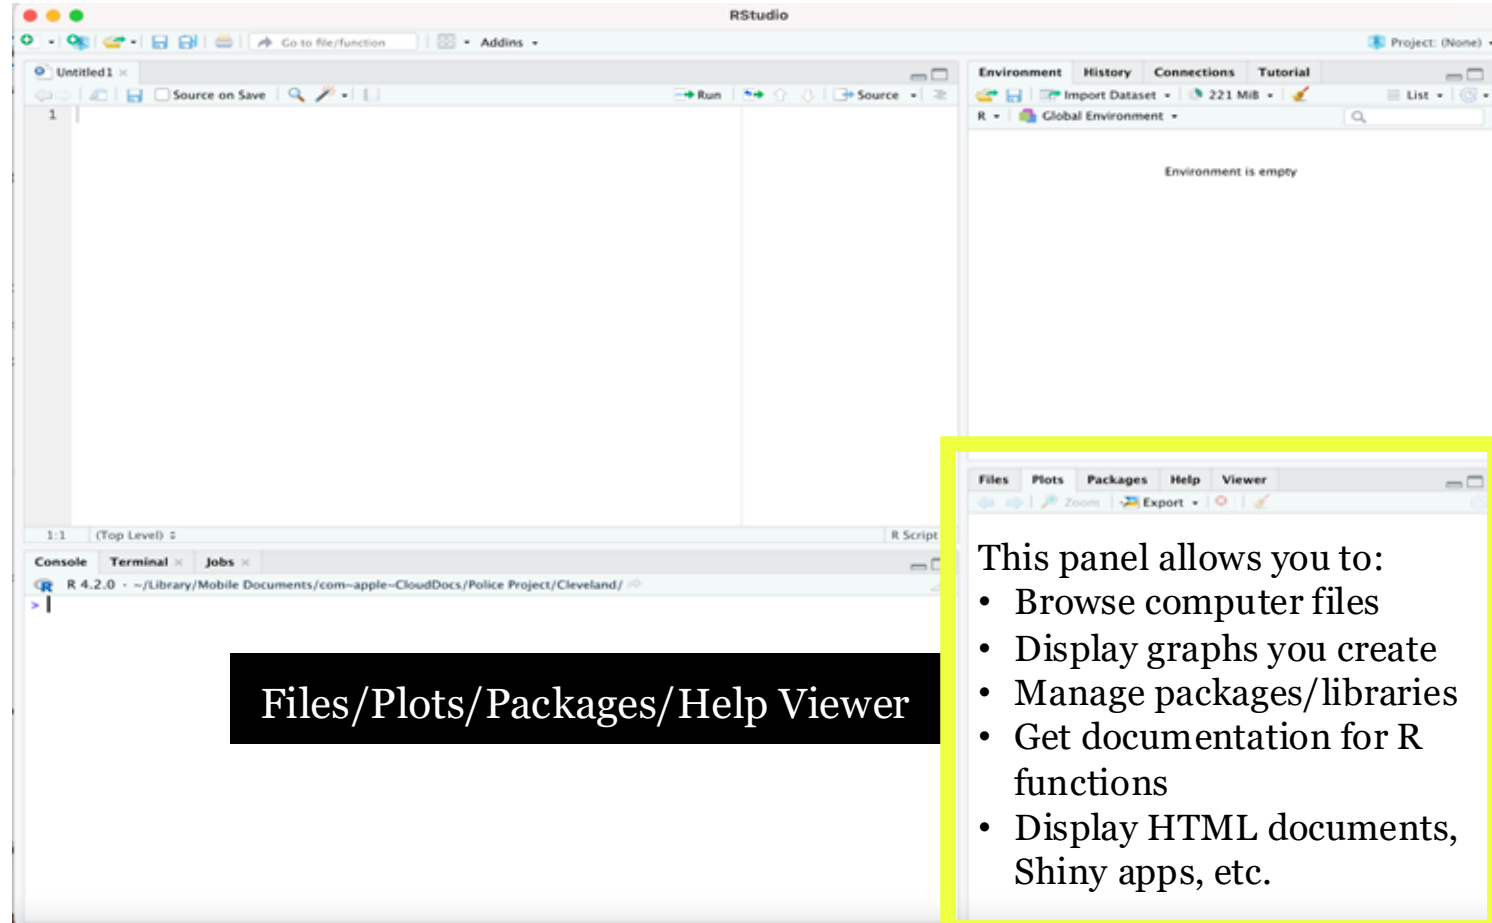 RStudio
Go to file/function
Addins
Project: (None)
Untitled1
Source on Save
Run
Source
1
1:1 (Top Level)
R Script
Console Terminal Jobs
R 4.2.0 · ~/Library/Mobile Documents/com~apple~CloudDocs/Police Project/Cleveland/
>
Environment History Connections Tutorial
Import Dataset 221 MiB List
R Global Environment
Environment is empty
Files Plots Packages Help Viewer
Zoom Export
Files/Plots/Packages/Help Viewer
This panel allows you to:
• Browse computer files
• Display graphs you create
• Manage packages/libraries
• Get documentation for R
functions
• Display HTML documents,
Shiny apps, etc.